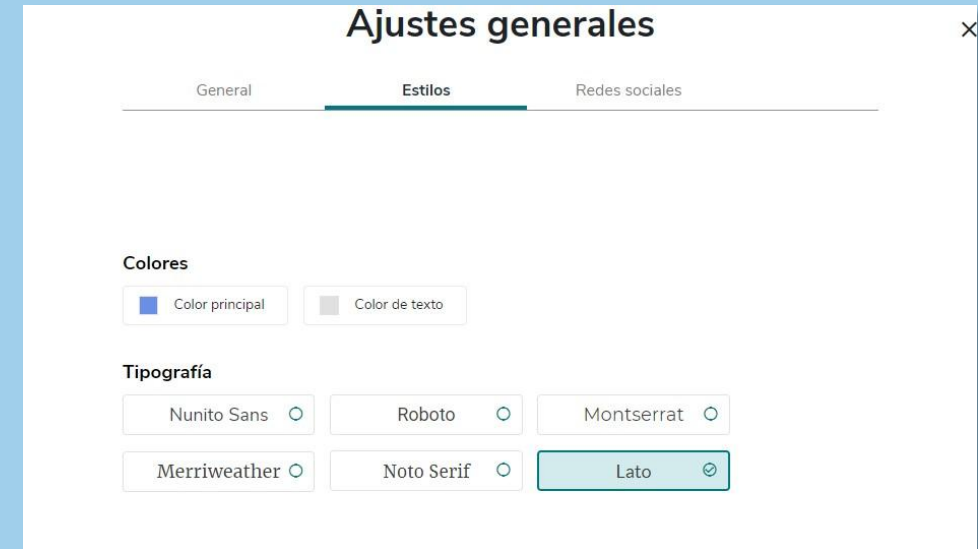 Ajustes generales
General Estilos Redes sociales
Colores
Color principal Color de texto
Tipografía
Nunito Sans Roboto Montserrat
Merriweather Noto Serif Lato